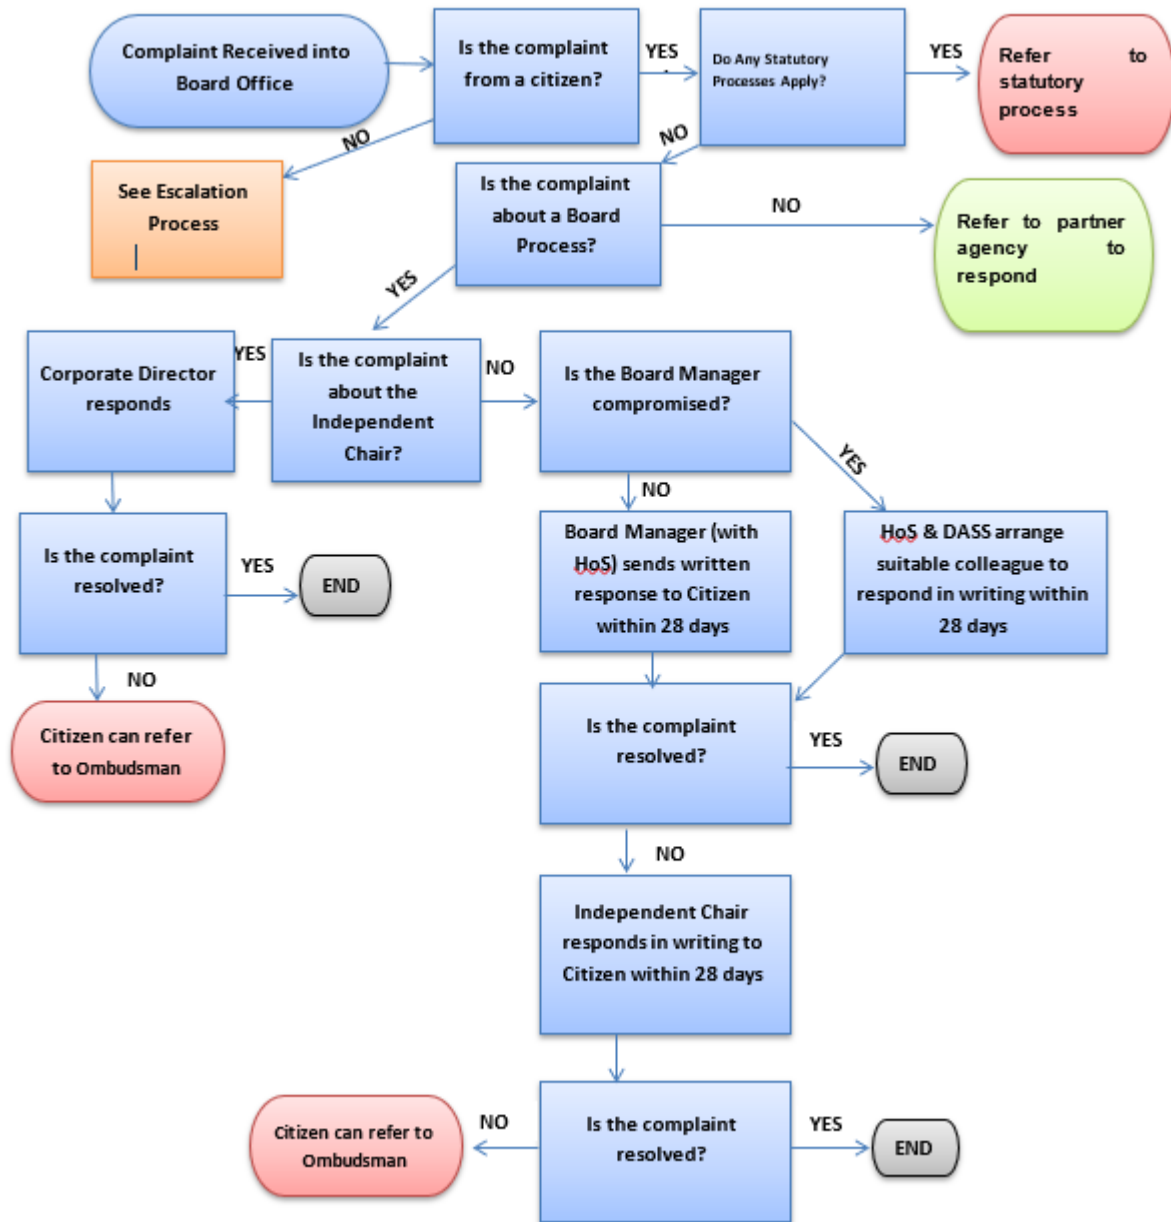 Complaint Received into
Board Office
Is the complaint
from a citizen?
YES
Do Any Statutory
Processes Apply?
YES
Refer to
statutory
process
NO
NO
See Escalation
Process
Is the complaint
about a Board
Process?
NO
Refer to partner
agency to
respond
YES
Corporate Director
responds
YES
Is the complaint
about the
Independent
Chair?
NO
Is the Board Manager
compromised?
YES
NO
Is the complaint
resolved?
YES
END
Board Manager (with
HoS) sends written
response to Citizen
within 28 days
HoS & DASS arrange
suitable colleague to
respond in writing within
28 days
NO
Citizen can refer
to Ombudsman
Is the complaint
resolved?
YES
END
NO
Independent Chair
responds in writing to
Citizen within 28 days
Citizen can refer to
Ombudsman
NO
Is the complaint
resolved?
YES
END